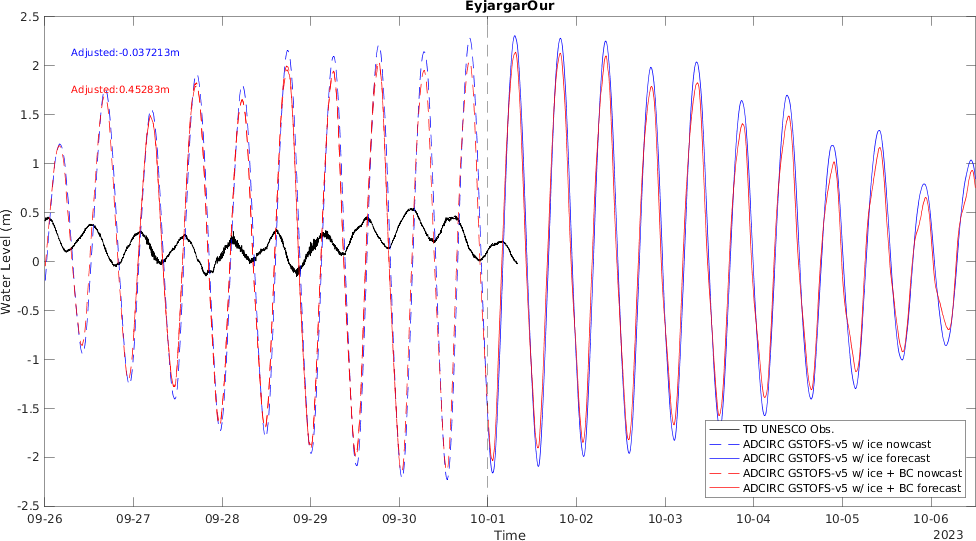 EyjargarOur
2.5
2
1.5
1
0.5
0
-0.5
-1
-1.5
-2
-2.5
Water Level (m)
Adjusted:-0.037213m
Adjusted:0.45283m
TD UNESCO Obs.
ADCIRC GSTOFS-v5 w/ ice nowcast
ADCIRC GSTOFS-v5 w/ ice forecast
ADCIRC GSTOFS-v5 w/ ice + BC nowcast
ADCIRC GSTOFS-v5 w/ ice + BC forecast
09-26 09-27 09-28 09-29 09-30 10-01 10-02 10-03 10-04 10-05 10-06
Time
2023